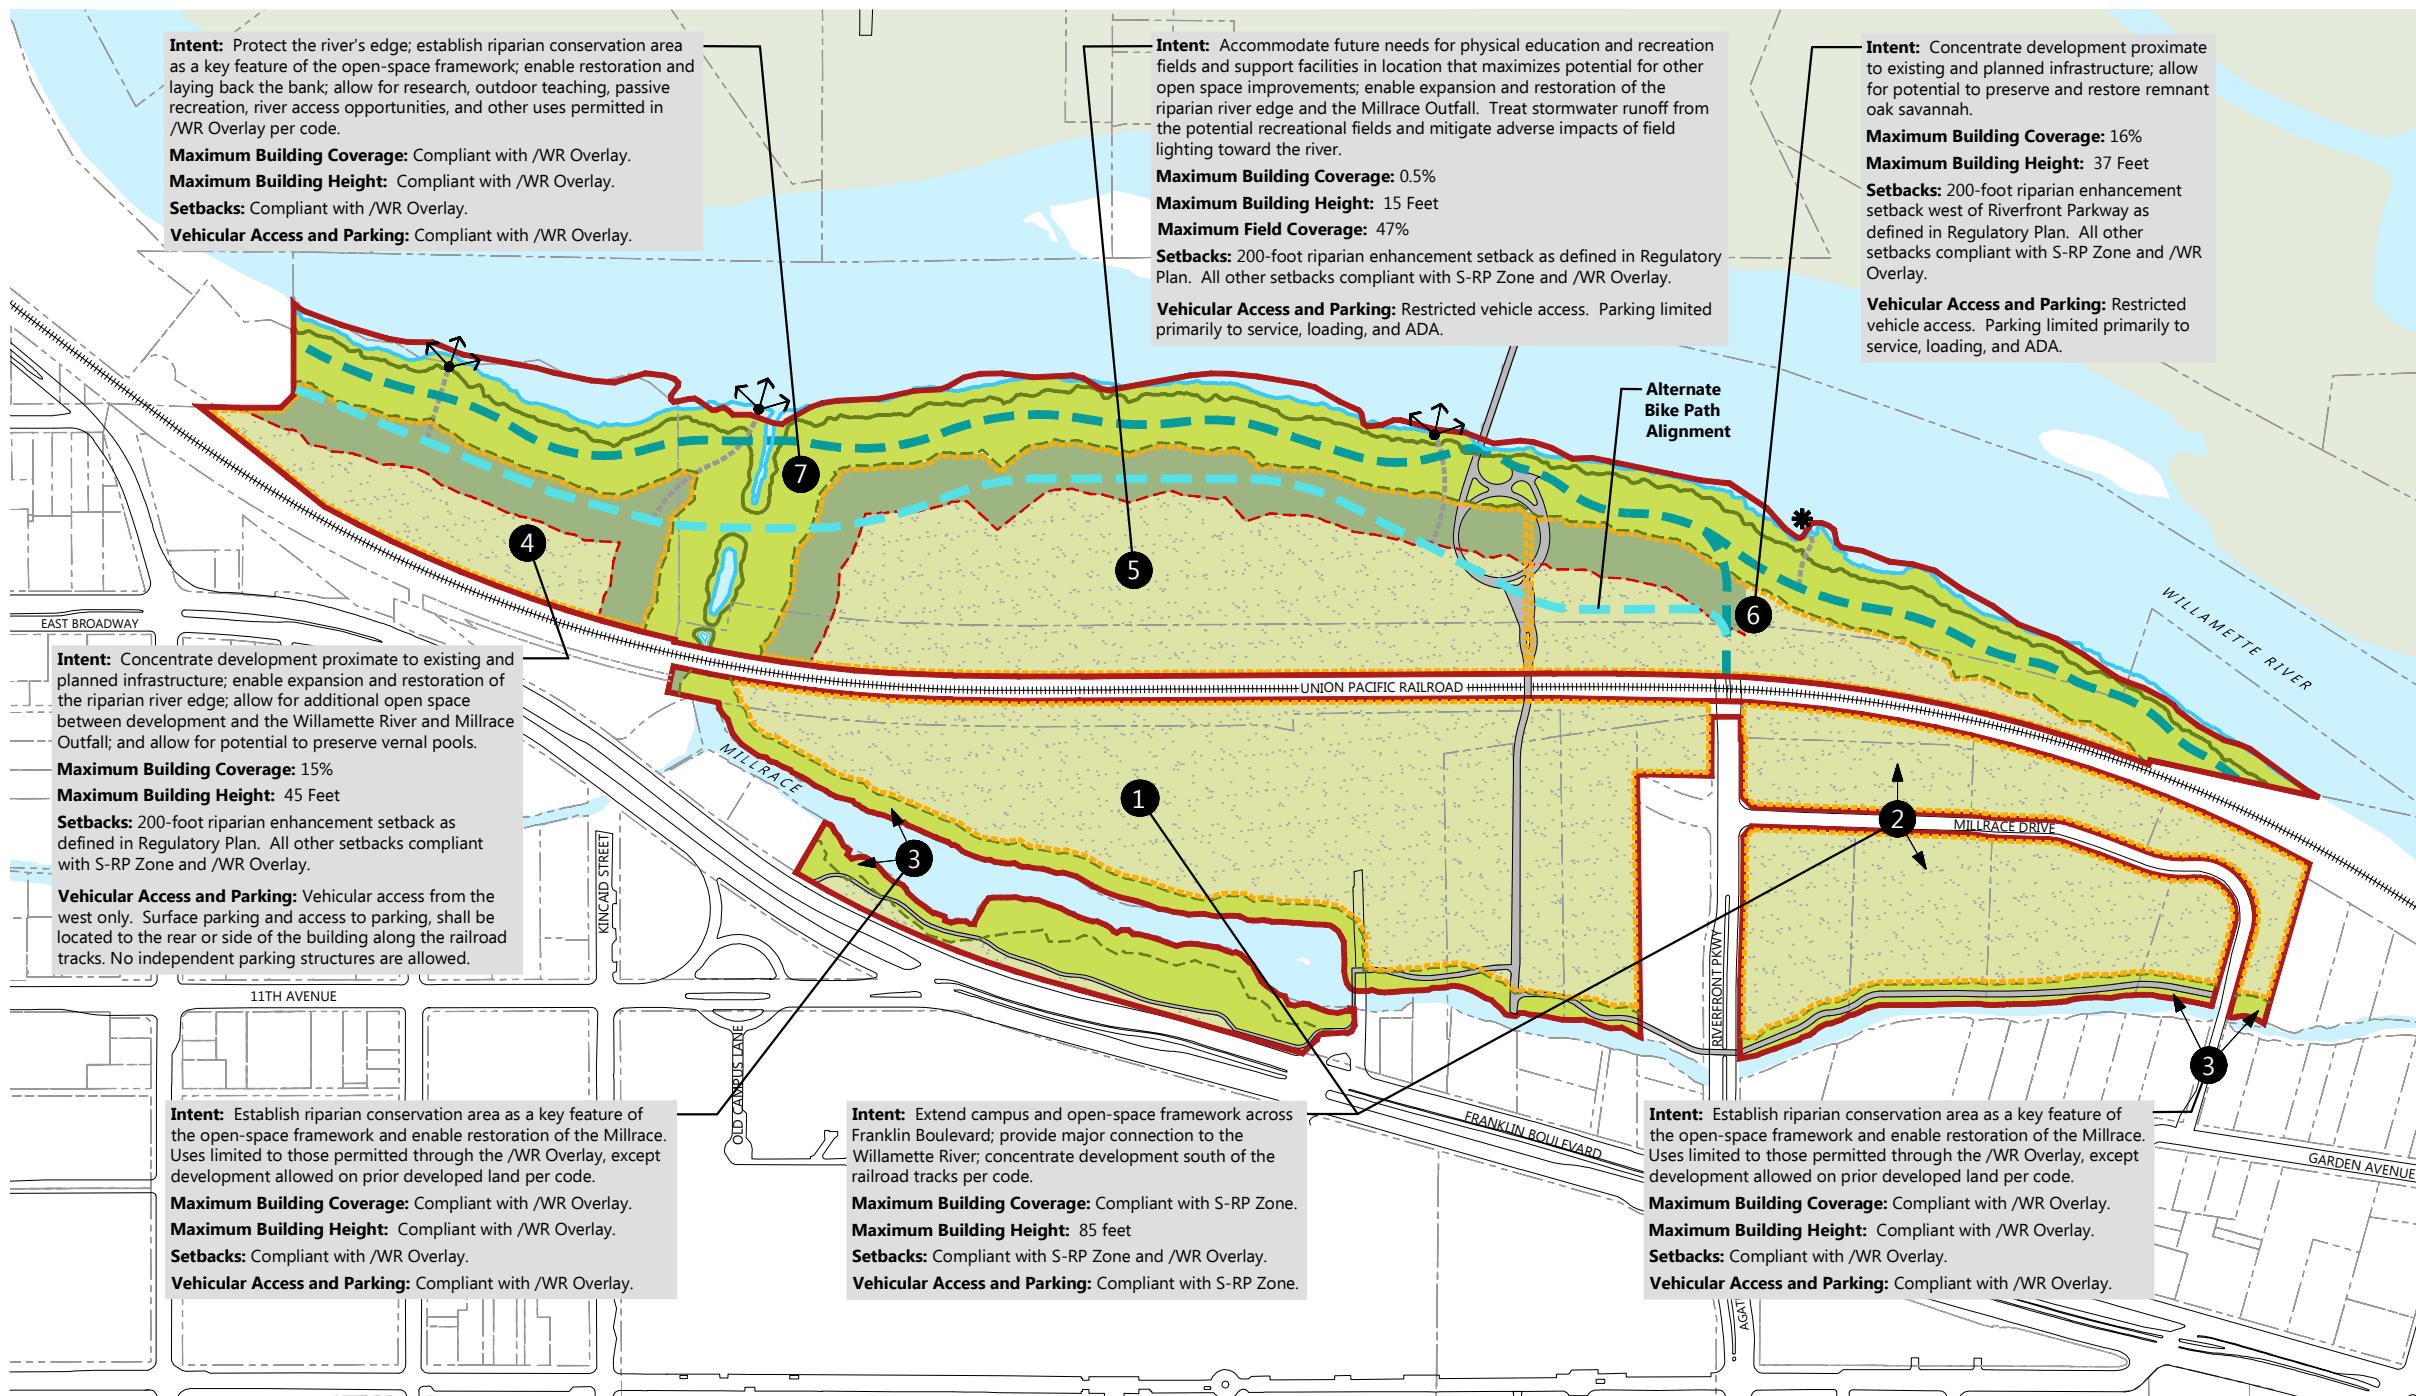 Intent: Protect the river's edge; establish riparian conservation area
as a key feature of the open-space framework; enable restoration and
laying back the bank; allow for research, outdoor teaching, passive
recreation, river access opportunities, and other uses permitted in
/WR Overlay per code.
Maximum Building Coverage: Compliant with /WR Overlay.
Maximum Building Height: Compliant with /WR Overlay.
Setbacks: Compliant with /WR Overlay.
Vehicular Access and Parking: Compliant with /WR Overlay.
Intent: Accommodate future needs for physical education and recreation
fields and support facilities in location that maximizes potential for other
open space improvements; enable expansion and restoration of the
riparian river edge and the Millrace Outfall. Treat stormwater runoff from
the potential recreational fields and mitigate adverse impacts of field
lighting toward the river.
Maximum Building Coverage: 0.5%
Maximum Building Height: 15 Feet
Maximum Field Coverage: 47%
Setbacks: 200-foot riparian enhancement setback as defined in Regulatory
Plan. All other setbacks compliant with S-RP Zone and /WR Overlay.
Vehicular Access and Parking: Restricted vehicle access. Parking limited
primarily to service, loading, and ADA.
Intent: Concentrate development proximate
to existing and planned infrastructure; allow
for potential to preserve and restore remnant
oak savannah.
Maximum Building Coverage: 16%
Maximum Building Height: 37 Feet
Setbacks: 200-foot riparian enhancement
setback west of Riverfront Parkway as
defined in Regulatory Plan. All other
setbacks compliant with S-RP Zone and /WR
Overlay.
Vehicular Access and Parking: Restricted
vehicle access. Parking limited primarily to
service, loading, and ADA.
Alternate
Bike Path
Alignment
7
4
5
6
WILLAMETTE RIVER
EAST BROADWAY
Intent: Concentrate development proximate to existing and
planned infrastructure; enable expansion and restoration of
the riparian river edge; allow for additional open space
between development and the Willamette River and Millrace
Outfall; and allow for potential to preserve vernal pools.
Maximum Building Coverage: 15%
Maximum Building Height: 45 Feet
Setbacks: 200-foot riparian enhancement setback as
defined in Regulatory Plan. All other setbacks compliant
with S-RP Zone and /WR Overlay.
Vehicular Access and Parking: Vehicular access from the
west only. Surface parking and access to parking, shall be
located to the rear or side of the building along the railroad
tracks. No independent parking structures are allowed.
UNION PACIFIC RAILROAD
MILLRACE
1
2
MILLRACE DRIVE
3
KINCAID STREET
RIVERFRONT PKWY
11TH AVENUE
OLD CAMPUS LANE
3
FRANKLIN BOULEVARD
GARDEN AVENUE
Intent: Establish riparian conservation area as a key feature of
the open-space framework and enable restoration of the Millrace.
Uses limited to those permitted through the /WR Overlay, except
development allowed on prior developed land per code.
Maximum Building Coverage: Compliant with /WR Overlay.
Maximum Building Height: Compliant with /WR Overlay.
Setbacks: Compliant with /WR Overlay.
Vehicular Access and Parking: Compliant with /WR Overlay.
Intent: Extend campus and open-space framework across
Franklin Boulevard; provide major connection to the
Willamette River; concentrate development south of the
railroad tracks per code.
Maximum Building Coverage: Compliant with S-RP Zone.
Maximum Building Height: 85 feet
Setbacks: Compliant with S-RP Zone and /WR Overlay.
Vehicular Access and Parking: Compliant with S-RP Zone.
Intent: Establish riparian conservation area as a key feature of
the open-space framework and enable restoration of the Millrace.
Uses limited to those permitted through the /WR Overlay, except
development allowed on prior developed land per code.
Maximum Building Coverage: Compliant with /WR Overlay.
Maximum Building Height: Compliant with /WR Overlay.
Setbacks: Compliant with /WR Overlay.
Vehicular Access and Parking: Compliant with /WR Overlay.